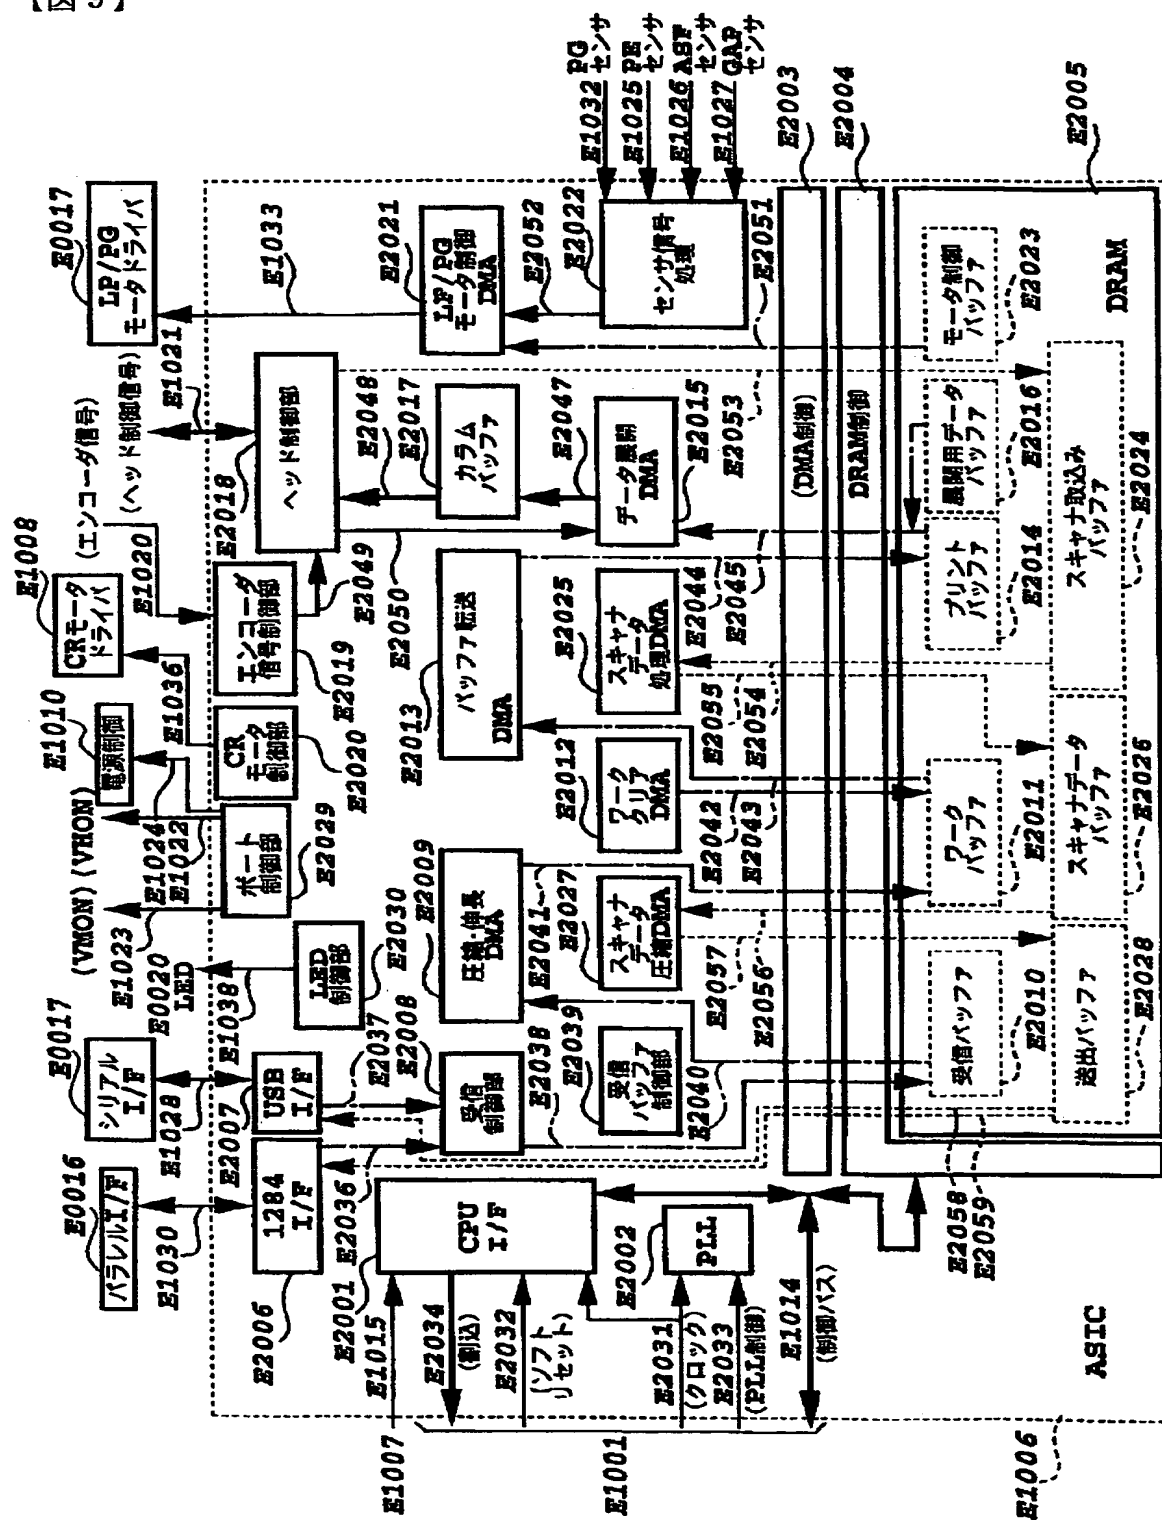 【図9】
E0016
パラレルI/F
E1030
E0017
シリアル
I/F
E1028
(VMON)
(VHON)
E1023
E0020
LED
E1038
E1024
E1022
E1010
電源制御
E1036
E1008
CRモータ
ドライバ
E1020
(エンコーダ信号)
(ヘッド制御信号)
E1021
E0017
LP/PG
モータドライバ
E1033
E2006
1284
I/F
E2007
USB
I/F
E2036
E2037
E2008
受信
制御部
E2038
LED
制御部
E2030
ポート
制御部
E2029
CR
モータ
制御部
E2020
エンコーダ
信号制御部
E2019
E2018
ヘッド制御部
E2049
E2050
E2048
E2017
カラム
バッファ
E2047
データ展開
DMA
E2015
E2053
LF/PG
モータ制御
DMA
E2021
E2052
E2022
センサ信号
処理
E2051
E1032
PG
センサ
E1025
PE
センサ
E1026
ASF
センサ
E1027
GAP
センサ
E2009
圧縮・伸長
DMA
E2041
E2027
スキャナ
データ
圧縮DMA
E2057
E2056
E2039
受信
バッファ
制御部
E2040
E2012
ワーク
クリア
DMA
E2042
E2043
E2013
バッファ転送
DMA
E2025
スキャナ
データ
処理DMA
E2044
E2045
E2055
E2054
E1007
E2001
E1015
CPU
I/F
E2034
(割込)
E2032
(ソフト
リセット)
E2002
PLL
E2031
(クロック)
E2033
(PLL制御)
E1001
E1014
(制御バス)
E2003
(DMA制御)
E2004
DRAM制御
E2005
DRAM
受信バッファ
E2010
ワーク
バッファ
E2011
プリント
バッファ
E2014
展開用データ
バッファ
E2016
モータ制御
バッファ
E2023
送出バッファ
E2028
スキャナデータ
バッファ
E2026
スキャナ取込み
バッファ
E2024
E2058
E2059
ASIC
E1006